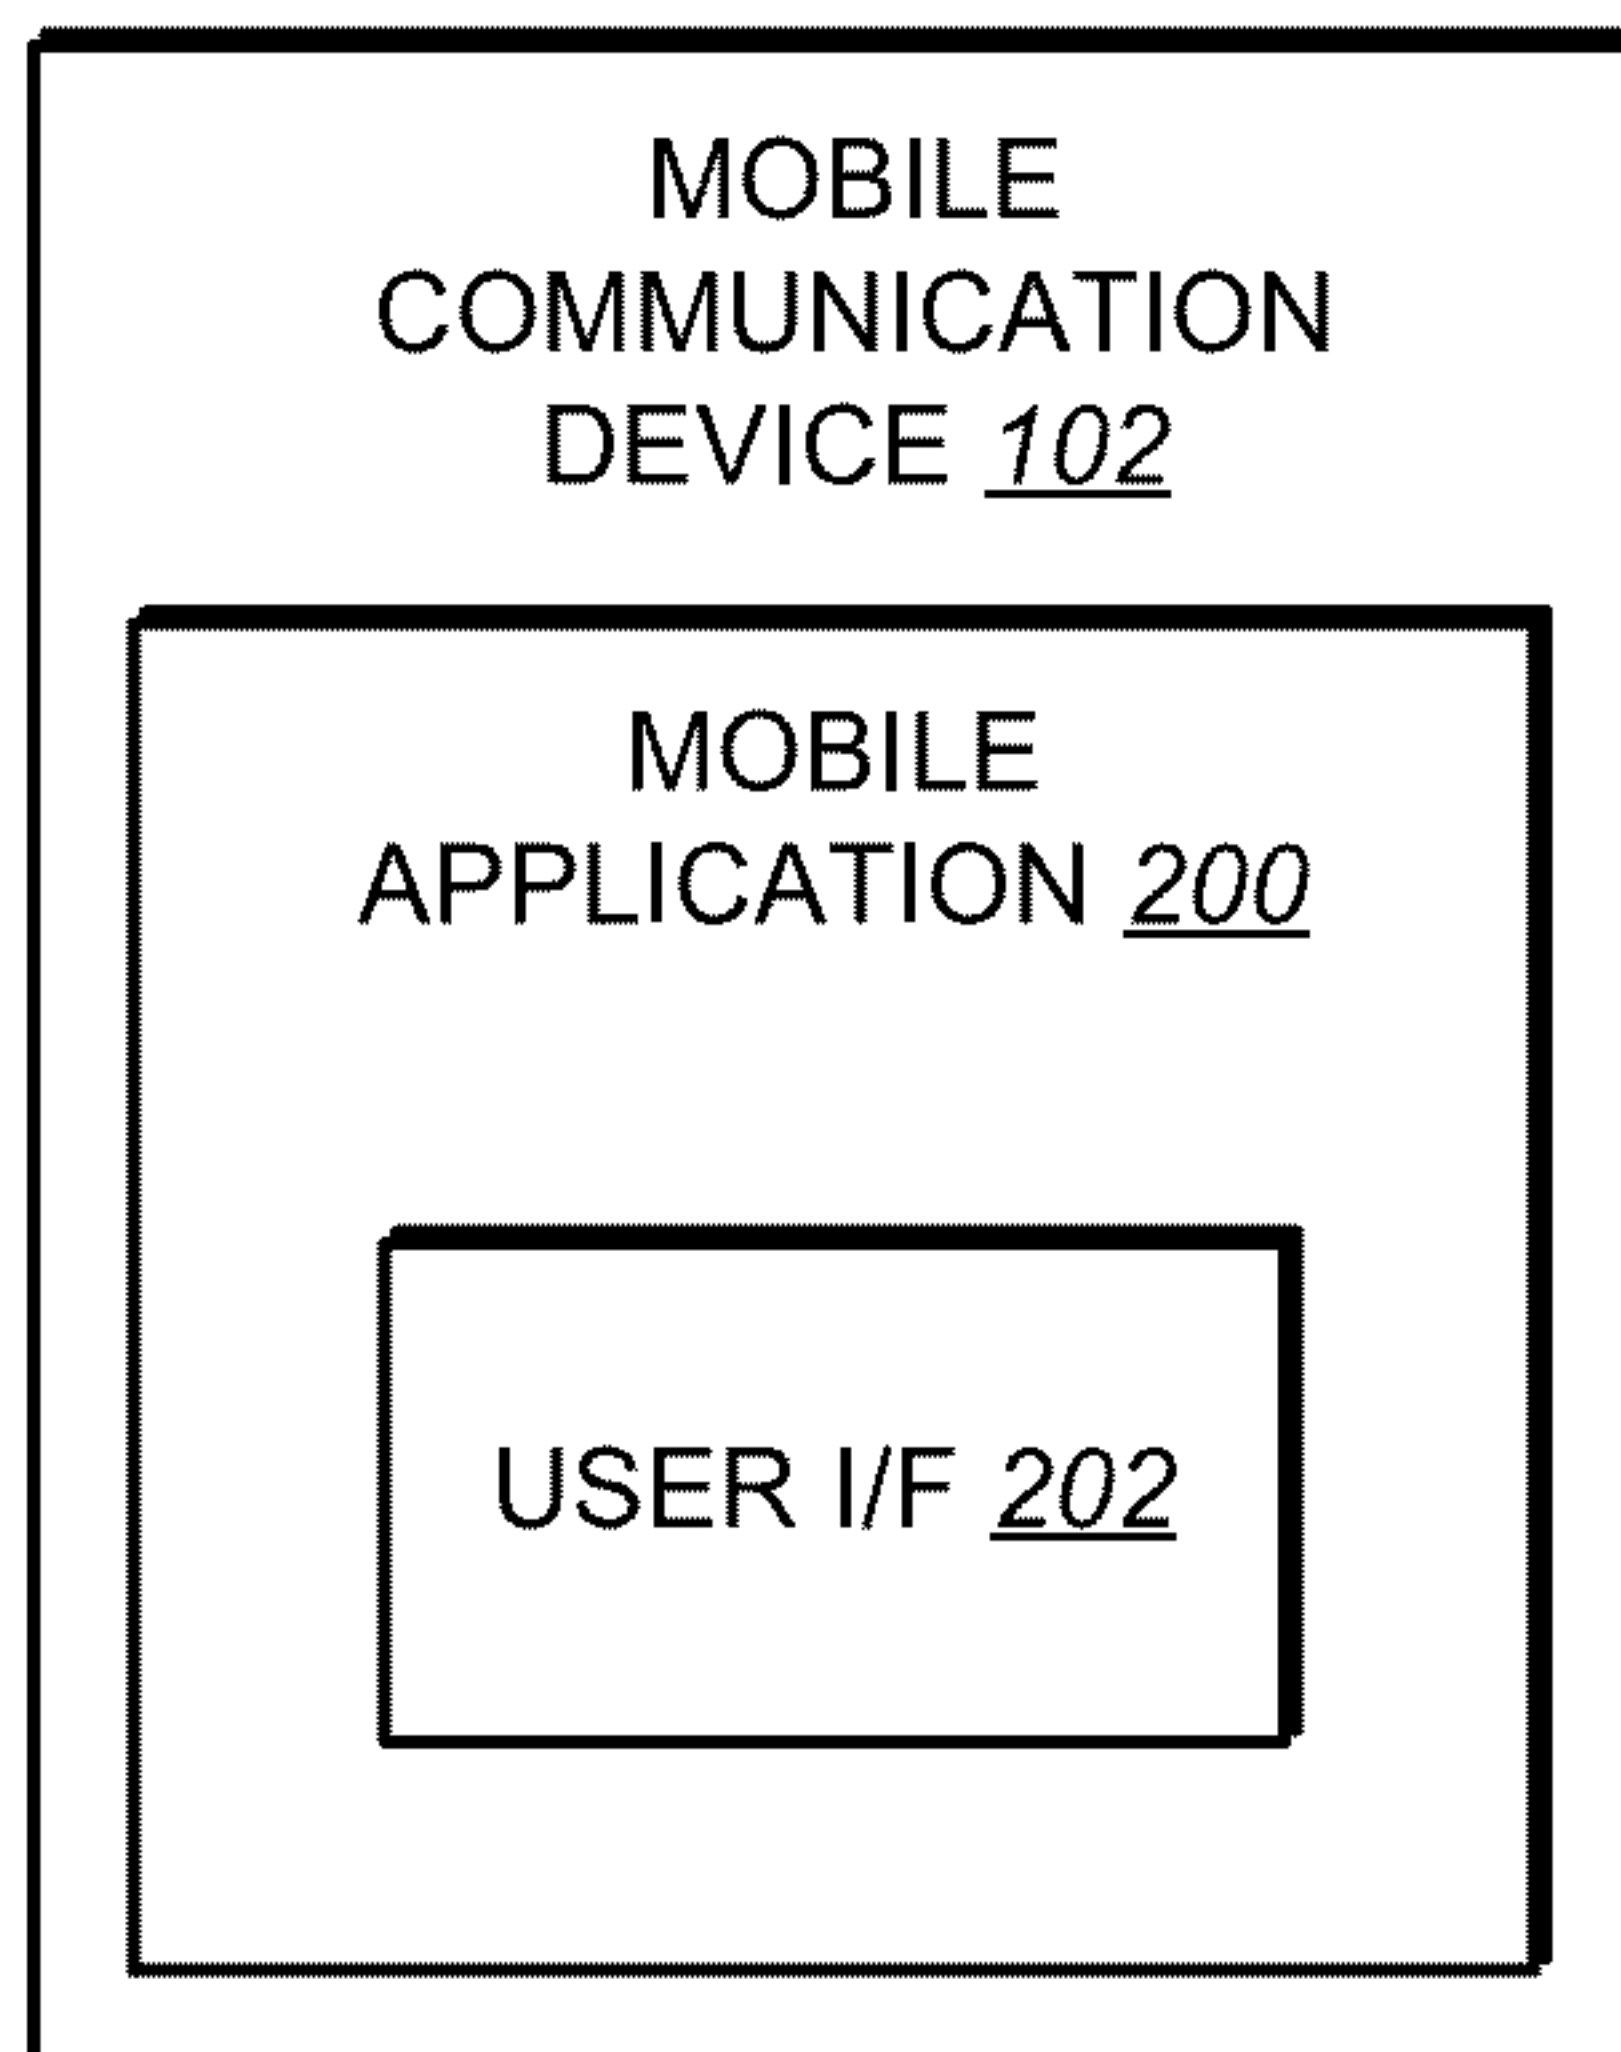 MOBILE
COMMUNICATION
DEVICE 102
MOBILE
APPLICATION 200
USER I/F 202